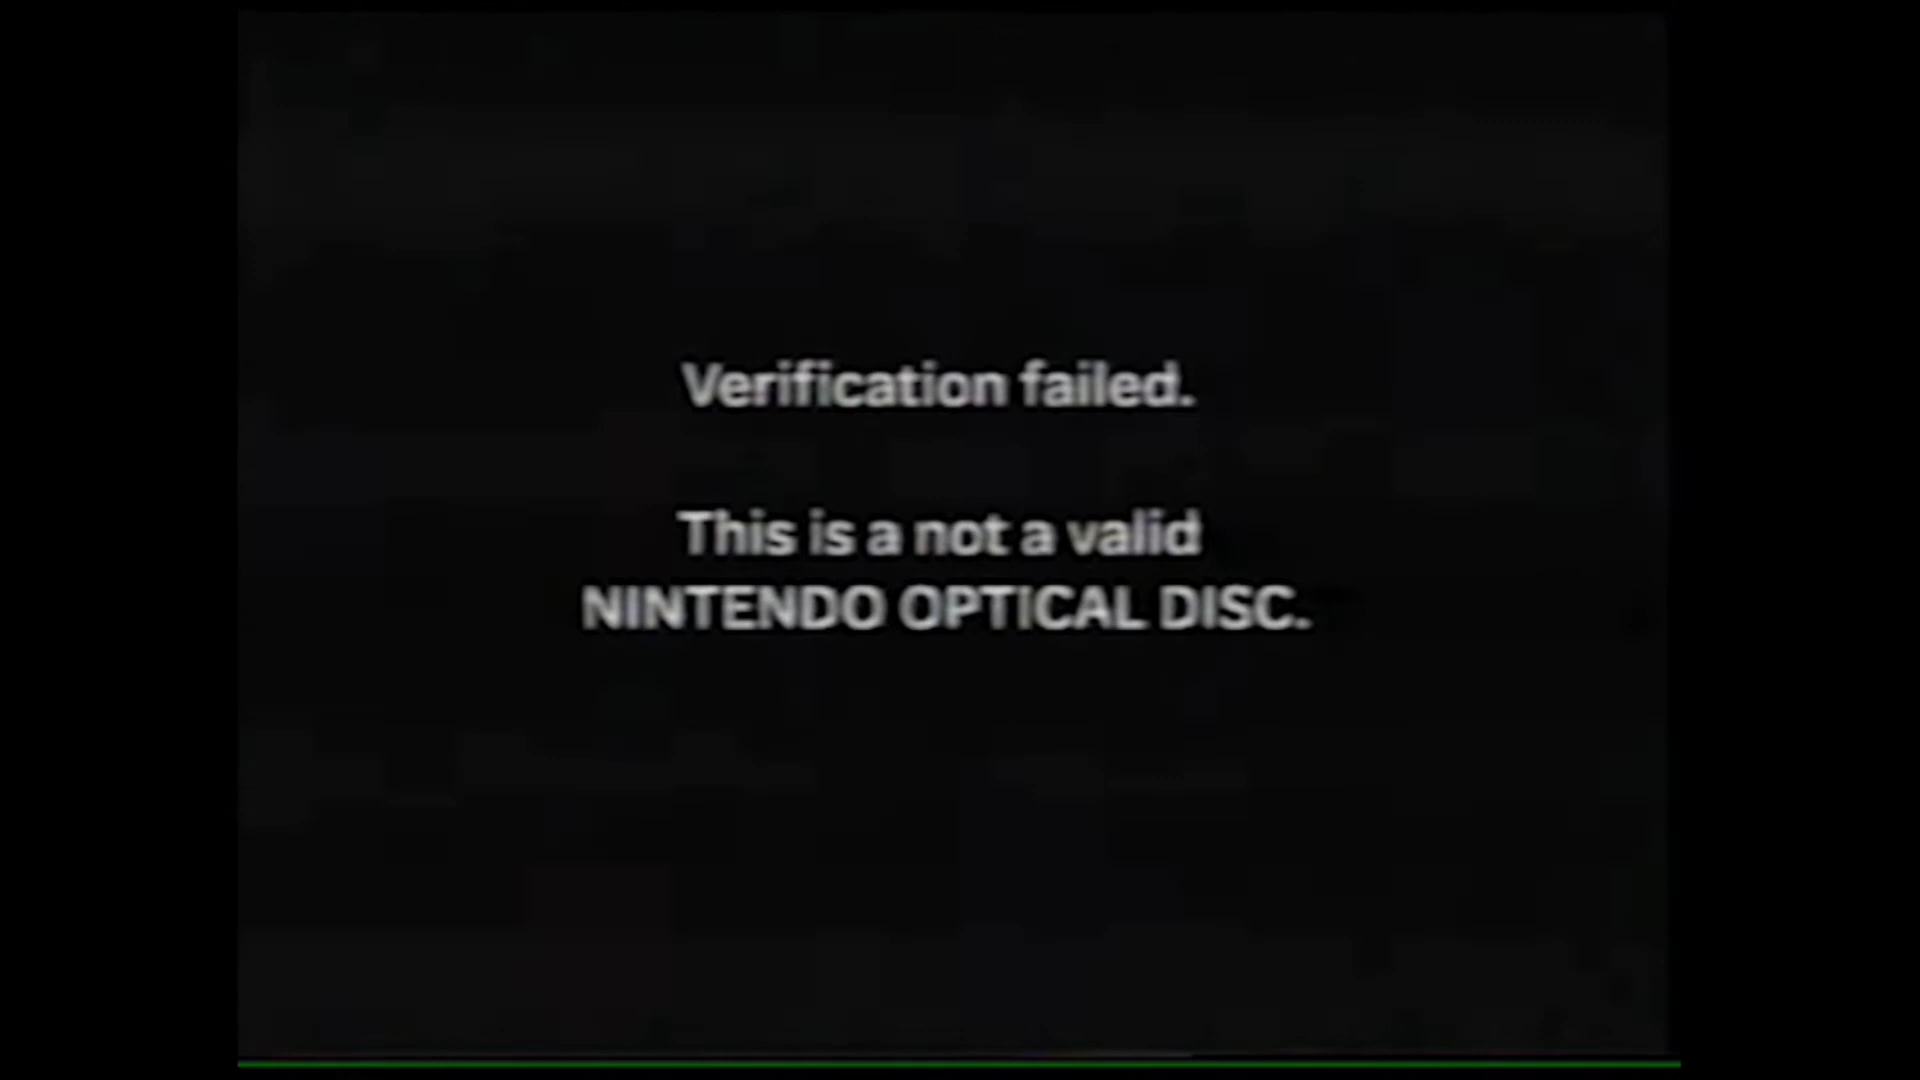 Verification failed.
This is a not a valid
NINTENDO OPTICAL DISC.